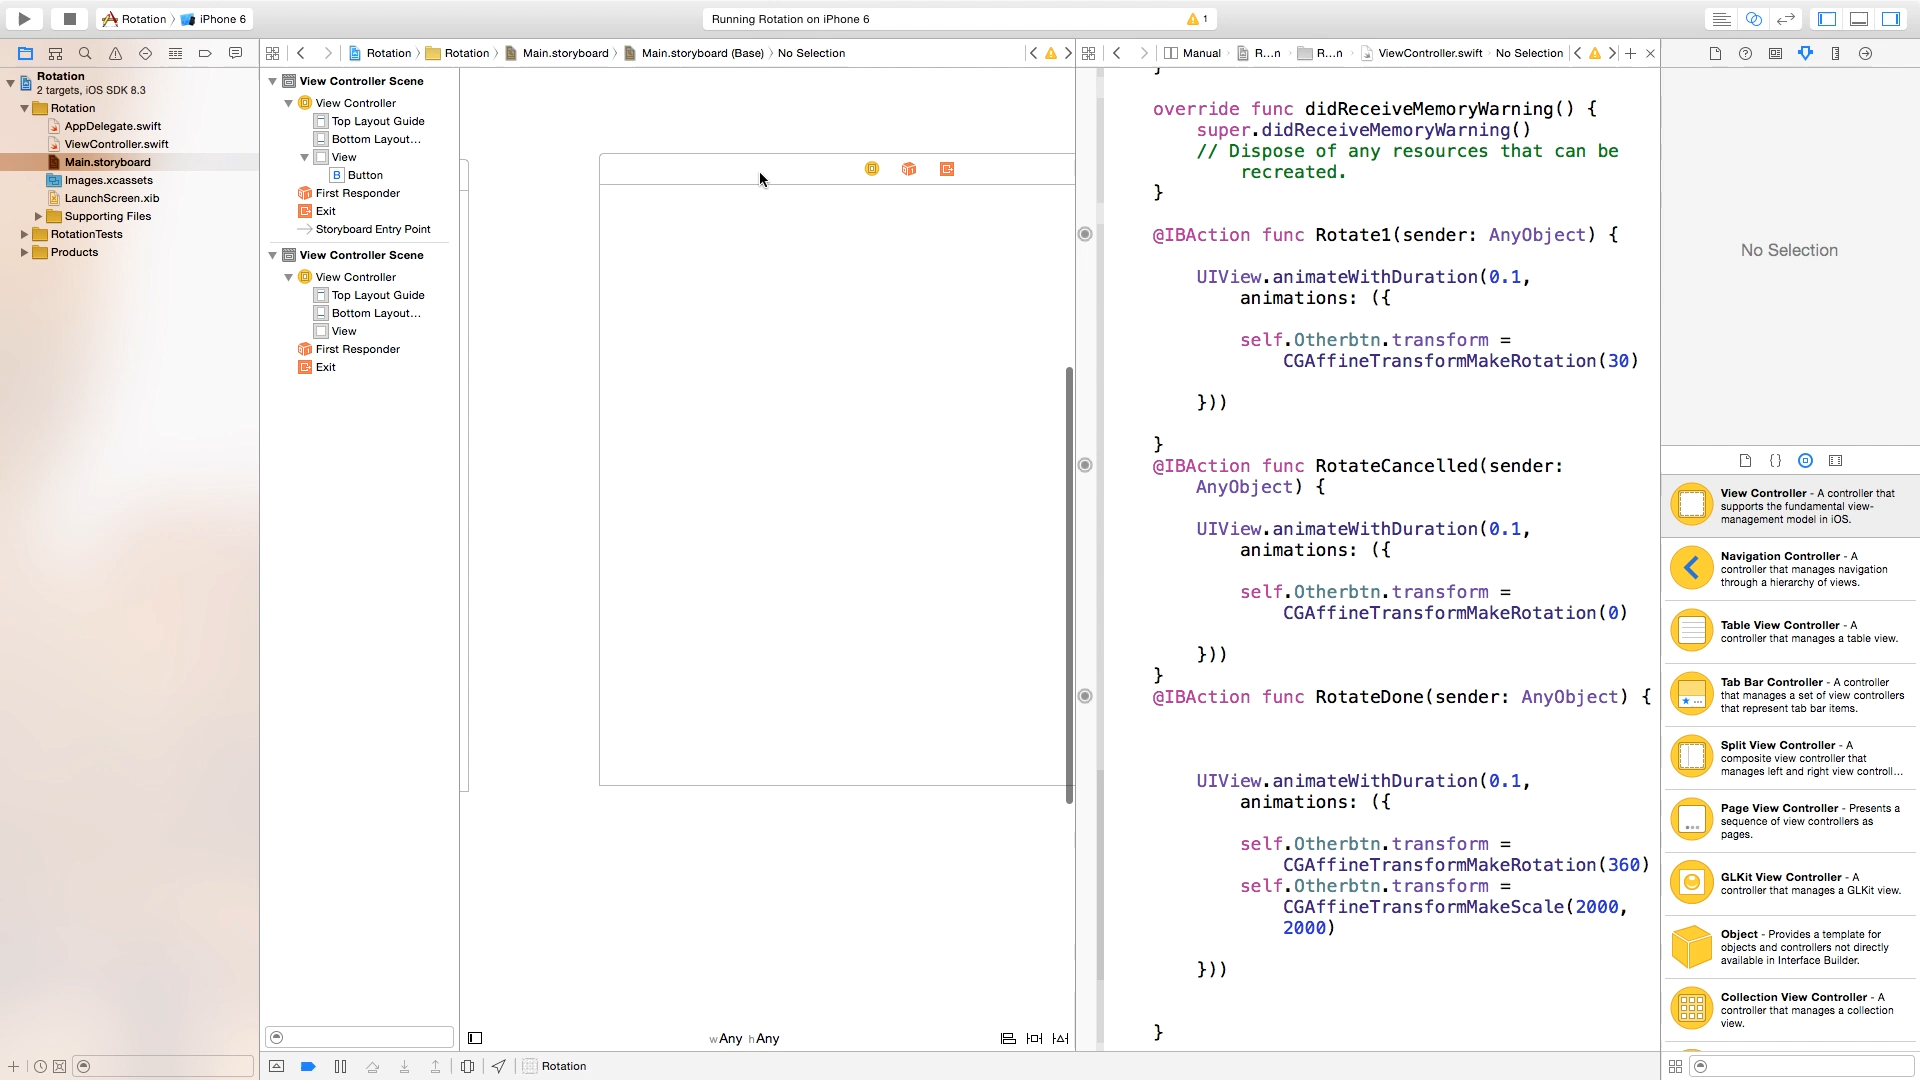 Rotation
iPhone 6
Running Rotation on iPhone 6
1
Rotation
Rotation
Main.storyboard
Main.storyboard (Base)
No Selection
Manual
R...n
R...n
ViewController.swift
No Selection
Rotation
2 targets, iOS SDK 8.3
Rotation
AppDelegate.swift
ViewController.swift
Main.storyboard
Images.xcassets
LaunchScreen.xib
Supporting Files
RotationTests
Products
View Controller Scene
View Controller
Top Layout Guide
Bottom Layout...
View
B Button
First Responder
Exit
Storyboard Entry Point
View Controller Scene
View Controller
Top Layout Guide
Bottom Layout...
View
First Responder
Exit
wAny hAny
}
override func didReceiveMemoryWarning() {
super.didReceiveMemoryWarning()
// Dispose of any resources that can be
recreated.
}
@IBAction func Rotate1(sender: AnyObject) {
UIView.animateWithDuration(0.1,
animations: ({
self.Otherbtn.transform =
CGAffineTransformMakeRotation(30)
}))
}
@IBAction func RotateCancelled(sender:
AnyObject) {
UIView.animateWithDuration(0.1,
animations: ({
self.Otherbtn.transform =
CGAffineTransformMakeRotation(0)
}))
}
@IBAction func RotateDone(sender: AnyObject) {
UIView.animateWithDuration(0.1,
animations: ({
self.Otherbtn.transform =
CGAffineTransformMakeRotation(360)
self.Otherbtn.transform =
CGAffineTransformMakeScale(2000,
2000)
}))
}
Rotation
No Selection
View Controller - A controller that
supports the fundamental view-
management model in iOS.
Navigation Controller - A
controller that manages navigation
through a hierarchy of views.
Table View Controller - A
controller that manages a table view.
Tab Bar Controller - A controller
that manages a set of view controllers
that represent tab bar items.
Split View Controller - A
composite view controller that
manages left and right view controll...
Page View Controller - Presents a
sequence of view controllers as
pages.
GLKit View Controller - A
controller that manages a GLKit view.
Object - Provides a template for
objects and controllers not directly
available in Interface Builder.
Collection View Controller - A
controller that manages a collection
view.